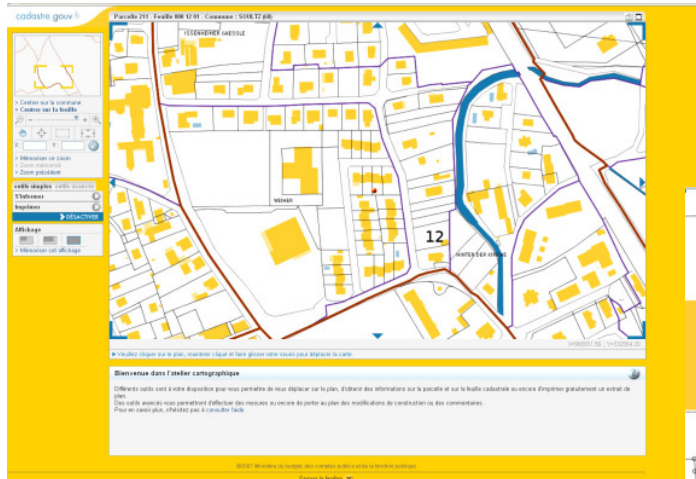 cadastre.gouv.fr
Parcelle 211 - Feuille 000 12 01 - Commune : SOULTZ (68)
ISSENHEIMER GAESSLE
> Centrer sur la commune
> Centrer sur la feuille
X
Y
> Mémoriser ce zoom
> Zoom mémorisé
> Zoom précédent
outils simples outils avancés
S'informer
Imprimer
DÉSACTIVER
Affichage
> Mémoriser cet affichage
WEIHER
12
HINTER DER KIRCHE
Veuillez cliquer sur le plan, maintenir cliqué et faire glisser votre souris pour déplacer la carte.
Bienvenue dans l'atelier cartographique
Différents outils sont à votre disposition pour vous permettre de vous déplacer sur le plan, d'obtenir des informations sur la parcelle et sur la feuille cadastrale ou encore d'imprimer gratuitement un extrait de
plan.
Des outils avancés vous permettront d'effectuer des mesures ou encore de porter au plan des modifications de construction ou des commentaires.
Pour en savoir plus, n'hésitez pas à consulter l'aide.
©2007 Ministère du budget, des comptes publics et de la fonction publique